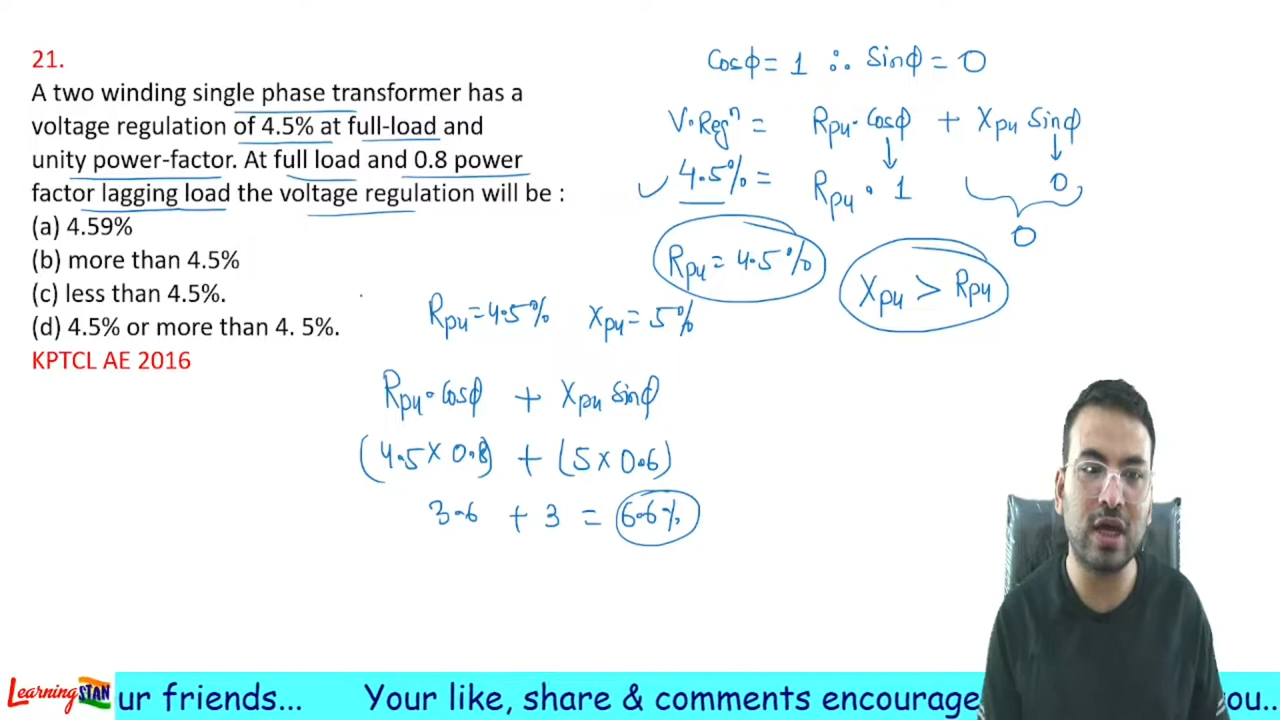 21.
A two winding single phase transformer has a
voltage regulation of 4.5% at full-load and
unity power-factor. At full load and 0.8 power
factor lagging load the voltage regulation will be :
(a) 4.59%
(b) more than 4.5%
(c) less than 4.5%.
(d) 4.5% or more than 4. 5%.
KPTCL AE 2016
Cosϕ = 1 ∴ Sinϕ = 0
V·Regⁿ = Rpu·Cosϕ + Xpu Sinϕ
4.5% = Rpu · 1 0
0
Rpu = 4.5%
Xpu > Rpu
Rpu = 4.5% Xpu = 5%
Rpu·Cosϕ + Xpu Sinϕ
(4.5 × 0.8) + (5 × 0.6)
3.6 + 3 = 6.6%
Learning STAN
ur friends... Your like, share & comments encourage ou..